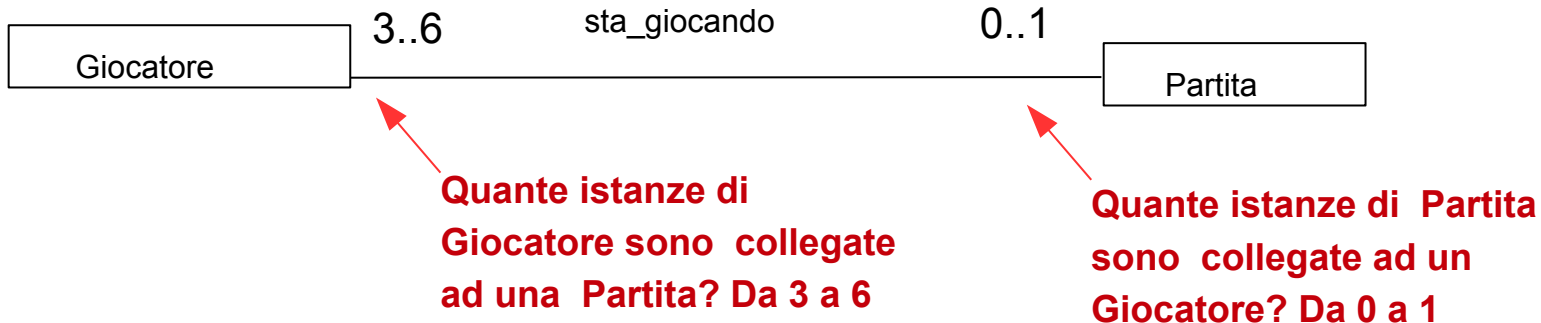 3..6 sta_giocando 0..1
Giocatore
Partita
Quante istanze di
Giocatore sono collegate
ad una Partita? Da 3 a 6
Quante istanze di Partita
sono collegate ad un
Giocatore? Da 0 a 1